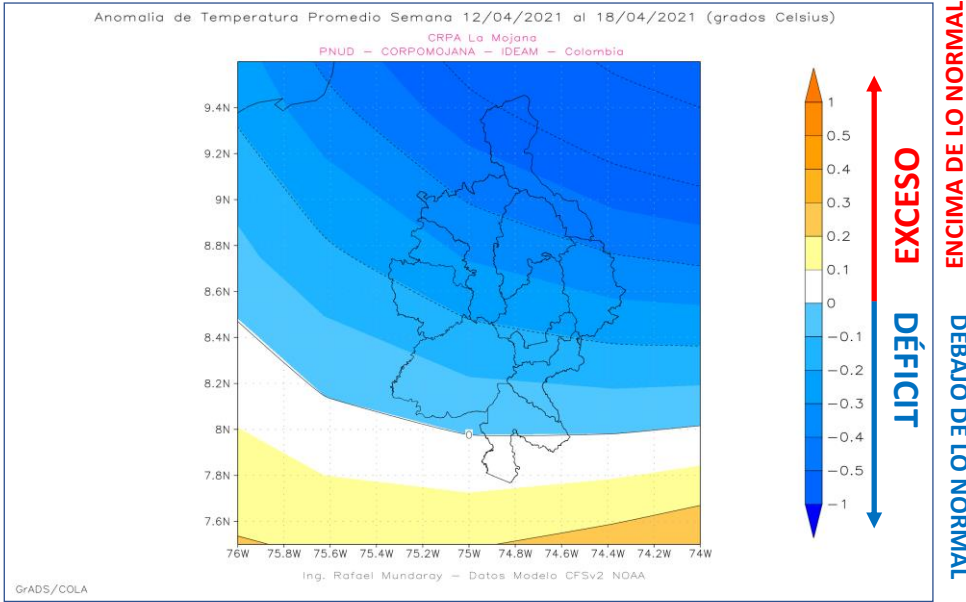 Anomalia de Temperatura Promedio Semana 12/04/2021 al 18/04/2021 (grados Celsius)
CRPA La Mojana
PNUD – CORPOMOJANA – IDEAM – Colombia
9.4N
9.2N
9N
8.8N
8.6N
8.4N
8.2N
8N
7.8N
7.6N
0
76W 75.8W 75.6W 75.4W 75.2W 75W 74.8W 74.6W 74.4W 74.2W 74W
Ing. Rafael Mundaray – Datos Modelo CFSv2 NOAA
GrADS/COLA
1
0.5
0.4
0.3
0.2
0.1
0
−0.1
−0.2
−0.3
−0.4
−0.5
−1
EXCESO
DÉFICIT
ENCIMA DE LO NORMAL
DEBAJO DE LO NORMAL